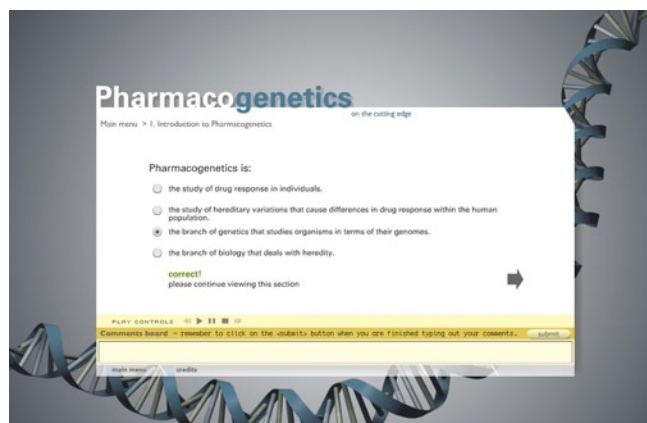 Pharmacogenetics
on the cutting edge
Main menu > 1. Introduction to Pharmacogenetics
Pharmacogenetics is:
the study of drug response in individuals.
the study of hereditary variations that cause differences in drug response within the human
population.
the branch of genetics that studies organisms in terms of their genomes.
the branch of biology that deals with heredity.
correct!
please continue viewing this section
PLAY CONTROLS
Comments board - remember to click on the <submit> button when you are finished typing out your comments.
submit
main menu credits